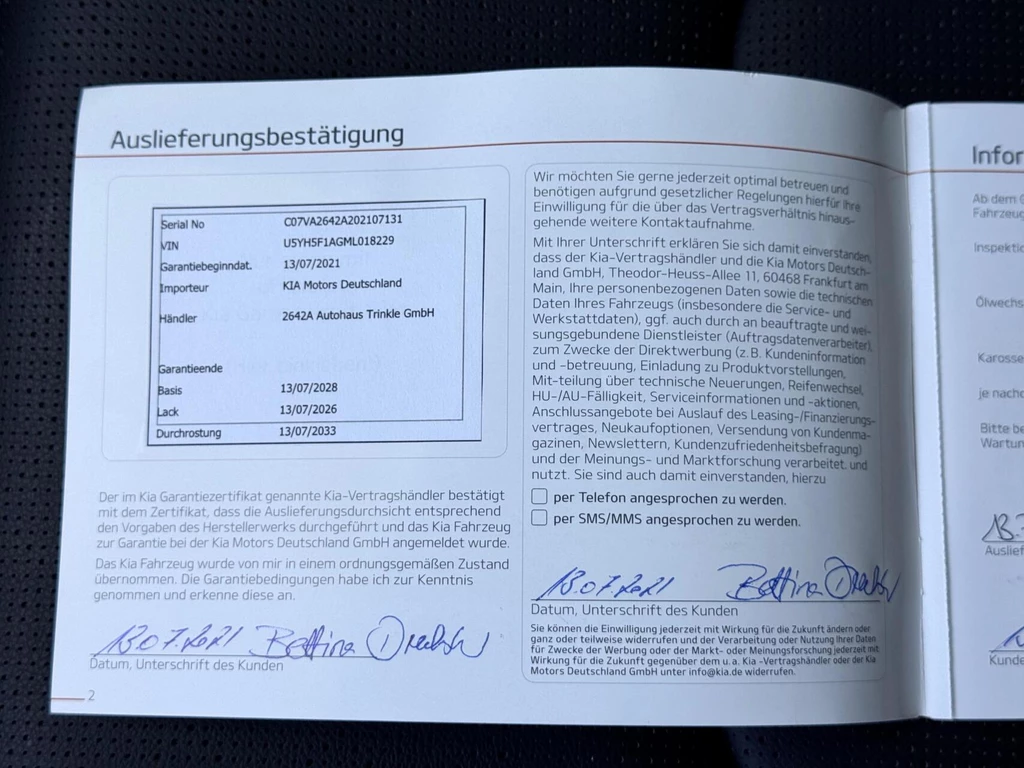 Auslieferungsbestätigung
Serial No C07VA2642A202107131
VIN U5YH5F1AGML018229
Garantiebeginndat. 13/07/2021
Importeur KIA Motors Deutschland
Händler 2642A Autohaus Trinkle GmbH
Garantieende
Basis 13/07/2028
Lack 13/07/2026
Durchrostung 13/07/2033
Der im Kia Garantiezertifikat genannte Kia-Vertragshändler bestätigt
mit dem Zertifikat, dass die Auslieferungsdurchsicht entsprechend
den Vorgaben des Herstellerwerks durchgeführt und das Kia Fahrzeug
zur Garantie bei der Kia Motors Deutschland GmbH angemeldet wurde.
Das Kia Fahrzeug wurde von mir in einem ordnungsgemäßen Zustand
übernommen. Die Garantiebedingungen habe ich zur Kenntnis
genommen und erkenne diese an.
13.07.2021 Bettina
Datum, Unterschrift des Kunden
2
Wir möchten Sie gerne jederzeit optimal betreuen und
benötigen aufgrund gesetzlicher Regelungen hierfür Ihre
Einwilligung für die über das Vertragsverhältnis hinaus-
gehende weitere Kontaktaufnahme.
Mit Ihrer Unterschrift erklären Sie sich damit einverstanden,
dass der Kia-Vertragshändler und die Kia Motors Deutsch-
land GmbH, Theodor-Heuss-Allee 11, 60468 Frankfurt am
Main, Ihre personenbezogenen Daten sowie die technischen
Daten Ihres Fahrzeugs (insbesondere die Service- und
Werkstattdaten), ggf. auch durch an beauftragte und wei-
sungsgebundene Dienstleister (Auftragsdatenverarbeiter),
zum Zwecke der Direktwerbung (z.B. Kundeninformation
und -betreuung, Einladung zu Produktvorstellungen,
Mit-teilung über technische Neuerungen, Reifenwechsel,
HU-/AU-Fälligkeit, Serviceinformationen und -aktionen,
Anschlussangebote bei Auslauf des Leasing-/Finanzierungs-
vertrages, Neukaufoptionen, Versendung von Kundenma-
gazinen, Newslettern, Kundenzufriedenheitsbefragung)
und der Meinungs- und Marktforschung verarbeitet und
nutzt. Sie sind auch damit einverstanden, hierzu
per Telefon angesprochen zu werden.
per SMS/MMS angesprochen zu werden.
13.07.2021 Bettina
Datum, Unterschrift des Kunden
Sie können die Einwilligung jederzeit mit Wirkung für die Zukunft ändern oder
ganz oder teilweise widerrufen und der Verarbeitung oder Nutzung Ihrer Daten
für Zwecke der Werbung oder der Markt- oder Meinungsforschung jederzeit mit
Wirkung für die Zukunft gegenüber dem u. a. Kia -Vertragshändler oder der Kia
Motors Deutschland GmbH unter info@kia.de widerrufen.
Infor
Ab dem
Fahrzeug
Inspektio
Ölwechs
Karosse
je nach
Bitte be
Wartun
13.
Auslief
Kunde